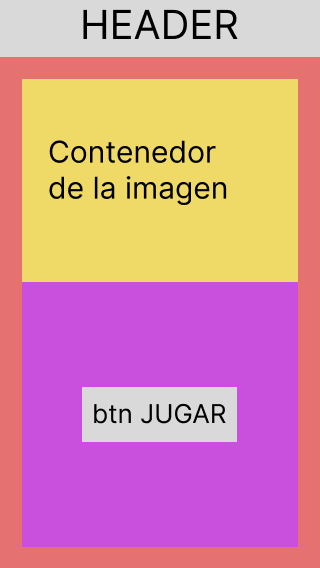 HEADER
Contenedor
de la imagen
btn JUGAR